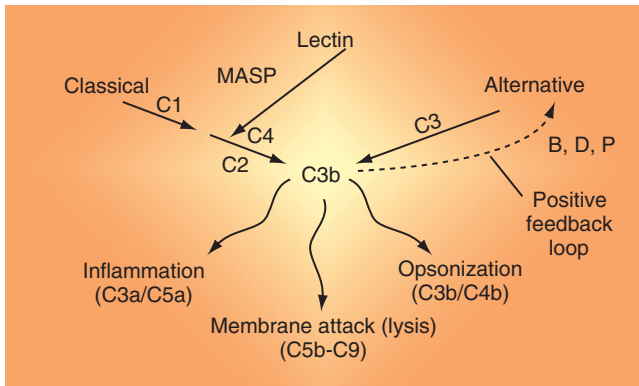 Lectin
MASP
Classical
C1
C4
C2
Alternative
C3
B, D, P
C3b
Positive
feedback
loop
Inflammation
(C3a/C5a)
Opsonization
(C3b/C4b)
Membrane attack (lysis)
(C5b-C9)